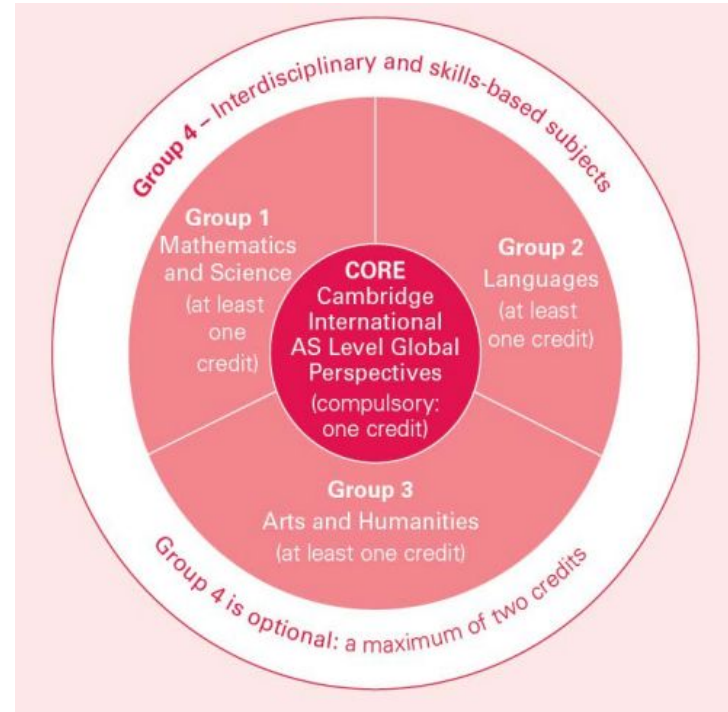 Group 4 – Interdisciplinary and skills-based subjects
Group 1
Mathematics
and Science
(at least
one
credit)
CORE
Cambridge
International
AS Level Global
Perspectives
(compulsory:
one credit)
Group 2
Languages
(at least
one credit)
Group 3
Arts and Humanities
(at least one credit)
Group 4 is optional: a maximum of two credits